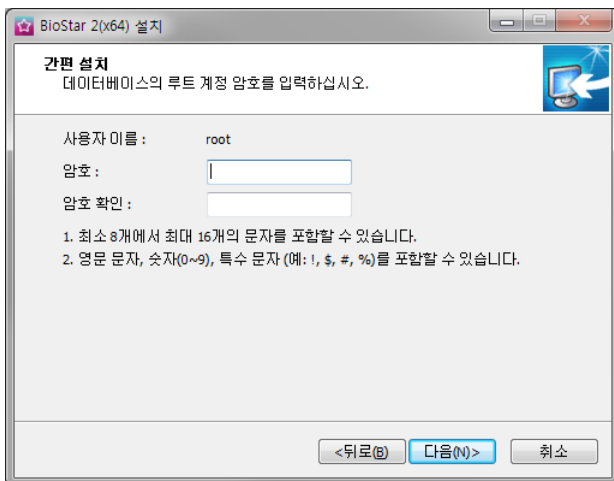 BioStar 2(x64) 설치
간편 설치
데이터베이스의 루트 계정 암호를 입력하십시오.
사용자 이름 : root
암호 :
암호 확인 :
1. 최소 8개에서 최대 16개의 문자를 포함할 수 있습니다.
2. 영문 문자, 숫자(0~9), 특수 문자 (예: !, $, #, %)를 포함할 수 있습니다.
<뒤로(B) 다음(N)> 취소